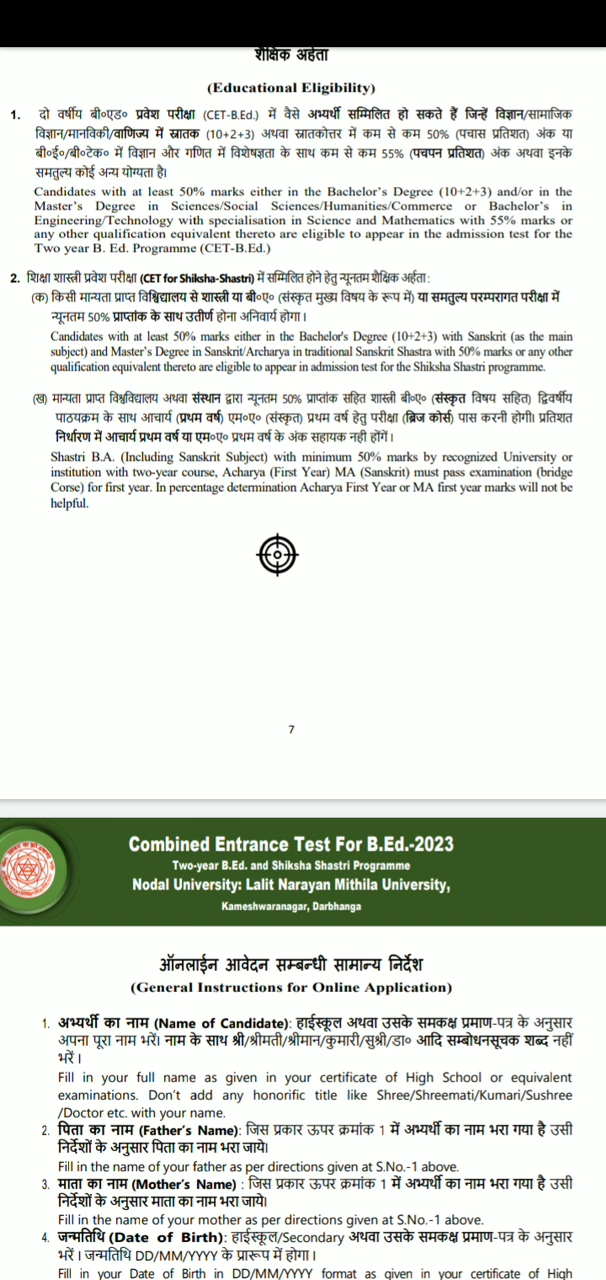 शैक्षिक अर्हता
(Educational Eligibility)
1. दो वर्षीय बी०एड० प्रवेश परीक्षा (CET-B.Ed.) में वैसे अभ्यर्थी सम्मिलित हो सकते हैं जिन्हें विज्ञान/सामाजिक
विज्ञान/मानविकी/वाणिज्य में स्नातक (10+2+3) अथवा स्नातकोत्तर में कम से कम 50% (पचास प्रतिशत) अंक या
बी०ई०/बी०टेक० में विज्ञान और गणित में विशेषज्ञता के साथ कम से कम 55% (पचपन प्रतिशत) अंक अथवा इनके
समतुल्य कोई अन्य योग्यता है।
Candidates with at least 50% marks either in the Bachelor's Degree (10+2+3) and/or in the
Master's Degree in Sciences/Social Sciences/Humanities/Commerce or Bachelor's in
Engineering/Technology with specialisation in Science and Mathematics with 55% marks or
any other qualification equivalent thereto are eligible to appear in the admission test for the
Two year B. Ed. Programme (CET-B.Ed.)
2. शिक्षा शास्त्री प्रवेश परीक्षा (CET for Shiksha-Shastri) में सम्मिलित होने हेतु न्यूनतम शैक्षिक अर्हता :
(क) किसी मान्यता प्राप्त विश्वविद्यालय से शास्त्री या बी०ए० (संस्कृत मुख्य विषय के रूप में) या समतुल्य परम्परागत परीक्षा में
न्यूनतम 50% प्राप्तांक के साथ उतीर्ण होना अनिवार्य होगा।
Candidates with at least 50% marks either in the Bachelor's Degree (10+2+3) with Sanskrit (as the main
subject) and Master's Degree in Sanskrit/Archarya in traditional Sanskrit Shastra with 50% marks or any other
qualification equivalent thereto are eligible to appear in admission test for the Shiksha Shastri programme.
(ख) मान्यता प्राप्त विश्वविद्यालय अथवा संस्थान द्वारा न्यूनतम 50% प्राप्तांक सहित शास्त्री बी०ए० (संस्कृत विषय सहित) द्विवर्षीय
पाठयक्रम के साथ आचार्य (प्रथम वर्ष) एम०ए० (संस्कृत) प्रथम वर्ष हेतु परीक्षा (ब्रिज कोर्स) पास करनी होगी। प्रतिशत
निर्धारण में आचार्य प्रथम वर्ष या एम०ए० प्रथम वर्ष के अंक सहायक नही होंगें।
Shastri B.A. (Including Sanskrit Subject) with minimum 50% marks by recognized University or
institution with two-year course, Acharya (First Year) MA (Sanskrit) must pass examination (bridge
Corse) for first year. In percentage determination Acharya First Year or MA first year marks will not be
helpful.
7
Combined Entrance Test For B.Ed.-2023
Two-year B.Ed. and Shiksha Shastri Programme
Nodal University: Lalit Narayan Mithila University,
Kameshwaranagar, Darbhanga
ऑनलाईन आवेदन सम्बन्धी सामान्य निर्देश
(General Instructions for Online Application)
1. अभ्यर्थी का नाम (Name of Candidate): हाईस्कूल अथवा उसके समकक्ष प्रमाण-पत्र के अनुसार
अपना पूरा नाम भरें। नाम के साथ श्री/श्रीमती/श्रीमान/कुमारी/सुश्री/डा० आदि सम्बोधनसूचक शब्द नहीं
भरें।
Fill in your full name as given in your certificate of High School or equivalent
examinations. Don't add any honorific title like Shree/Shreemati/Kumari/Sushree
/Doctor etc. with your name.
2. पिता का नाम (Father's Name): जिस प्रकार ऊपर क्रमांक 1 में अभ्यर्थी का नाम भरा गया है उसी
निर्देशों के अनुसार पिता का नाम भरा जाये।
Fill in the name of your father as per directions given at S.No.-1 above.
3. माता का नाम (Mother's Name) : जिस प्रकार ऊपर क्रमांक 1 में अभ्यर्थी का नाम भरा गया है उसी
निर्देशों के अनुसार माता का नाम भरा जाये।
Fill in the name of your mother as per directions given at S.No.-1 above.
4. जन्मतिथि (Date of Birth): हाईस्कूल/Secondary अथवा उसके समकक्ष प्रमाण-पत्र के अनुसार
भरें। जन्मतिथि DD/MM/YYYY के प्रारूप में होगा।
Fill in your Date of Birth in DD/MM/YYYY format as given in your certificate of High